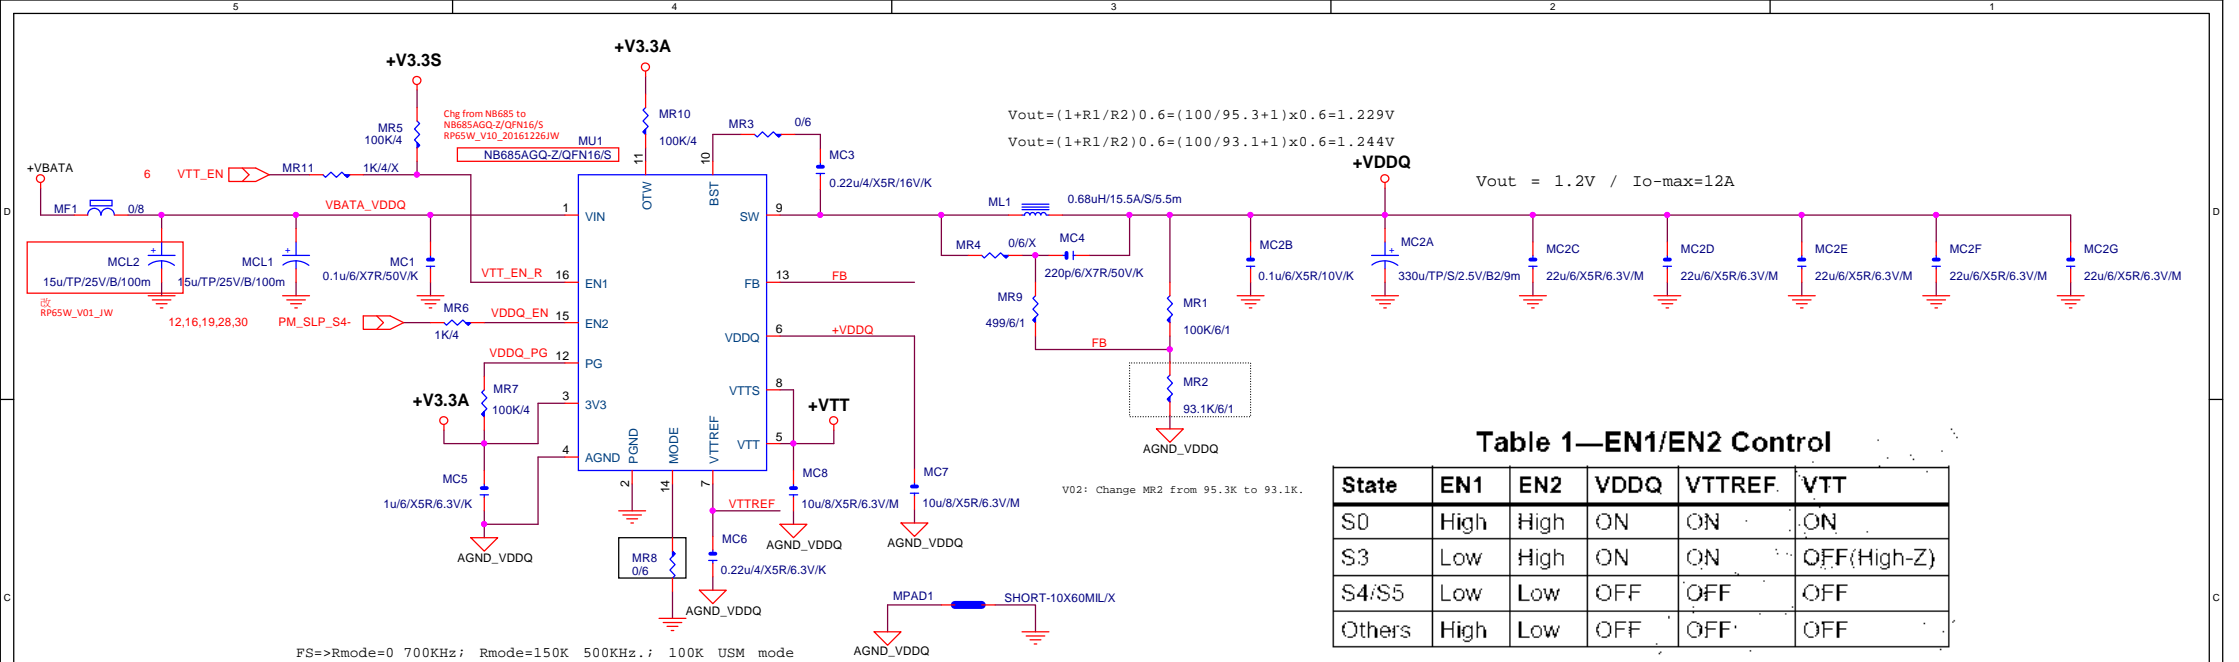 5 4 3 2 1
+V3.3S
+V3.3A
Chg from NB685 to
NB685AGQ-Z/QFN16/S
RP65W_V10_20161226JW
MR5
100K/4
MU1
NB685AGQ-Z/QFN16/S
MR10
100K/4
MR3 0/6
MC3
0.22u/4/X5R/16V/K
Vout=(1+R1/R2)0.6=(100/95.3+1)x0.6=1.229V
Vout=(1+R1/R2)0.6=(100/93.1+1)x0.6=1.244V
+VDDQ
Vout = 1.2V / Io-max=12A
+VBATA
6 VTT_EN MR11 1K/4/X
MF1 0/8
VBATA_VDDQ
D
D
MCL2
15u/TP/25V/B/100m
改
RP65W_V01_JW
MCL1
15u/TP/25V/B/100m
MC1
0.1u/6/X7R/50V/K
VTT_EN_R
12,16,19,28,30 PM_SLP_S4-
MR6
1K/4
VDDQ_EN
VDDQ_PG
MR7
100K/4
+V3.3A
MC5
1u/6/X5R/6.3V/K
AGND_VDDQ
1 VIN
16 EN1
15 EN2
12 PG
3 3V3
4 AGND
11 OTW
10 BST
SW 9
FB 13
VDDQ 6
VTTS 8
VTT 5
PGND 2
MODE 14
VTTREF 7
FB
+VDDQ
+VTT
ML1 0.68uH/15.5A/S/5.5m
MR4 0/6/X
MC4
220p/6/X7R/50V/K
MR9
499/6/1
FB
MR1
100K/6/1
MR2
93.1K/6/1
AGND_VDDQ
V02: Change MR2 from 95.3K to 93.1K.
MC2B
0.1u/6/X5R/10V/K
MC2A
330u/TP/S/2.5V/B2/9m
MC2C
22u/6/X5R/6.3V/M
MC2D
22u/6/X5R/6.3V/M
MC2E
22u/6/X5R/6.3V/M
MC2F
22u/6/X5R/6.3V/M
MC2G
22u/6/X5R/6.3V/M
MC8
10u/8/X5R/6.3V/M
AGND_VDDQ
MC7
10u/8/X5R/6.3V/M
AGND_VDDQ
VTTREF
MR8
0/6
MC6
0.22u/4/X5R/6.3V/K
AGND_VDDQ
MPAD1 SHORT-10X60MIL/X
AGND_VDDQ
C
C
FS=>Rmode=0 700KHz; Rmode=150K 500KHz.; 100K USM mode
Table 1—EN1/EN2 Control
State EN1 EN2 VDDQ VTTREF VTT
S0 High High ON ON ON
S3 Low High ON ON OFF(High-Z)
S4/S5 Low Low OFF OFF OFF
Others High Low OFF OFF OFF